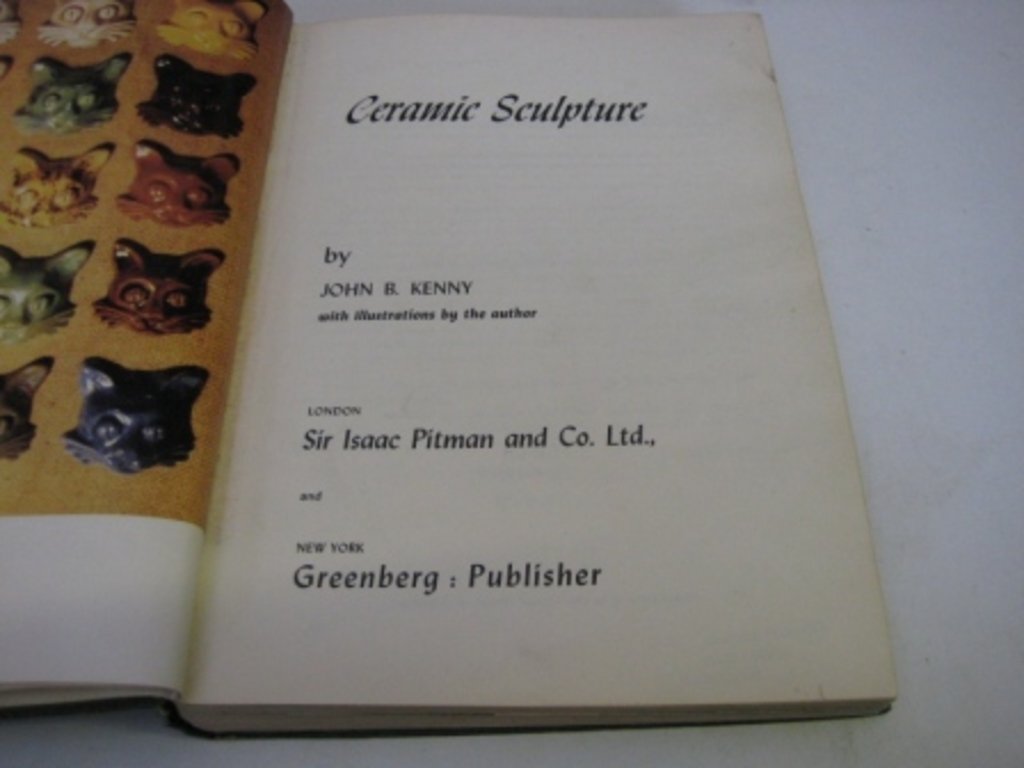 Ceramic Sculpture
by
JOHN B. KENNY
with illustrations by the author
LONDON
Sir Isaac Pitman and Co. Ltd.,
and
NEW YORK
Greenberg : Publisher